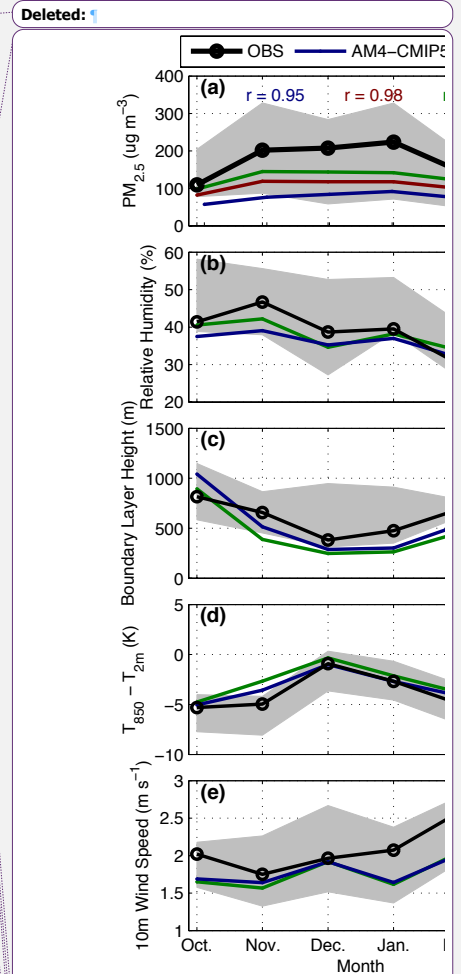 Deleted: ¶
OBS AM4−CMIP5
(a)
r = 0.95 r = 0.98
PM2.5 (ug m−3)
400
300
200
100
0
(b)
Relative Humidity (%)
60
50
40
30
20
(c)
Boundary Layer Height (m)
1500
1000
500
0
(d)
T850 − T2m (K)
5
0
−5
−10
(e)
10m Wind Speed (m s−1)
3
2.5
2
1.5
1
Oct. Nov. Dec. Jan.
Month